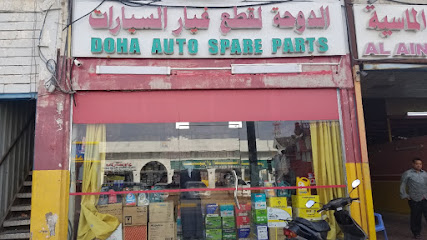 الدوحة لقطع غيار السيارات
DOHA AUTO SPARE PARTS
الماسية
AL AIN